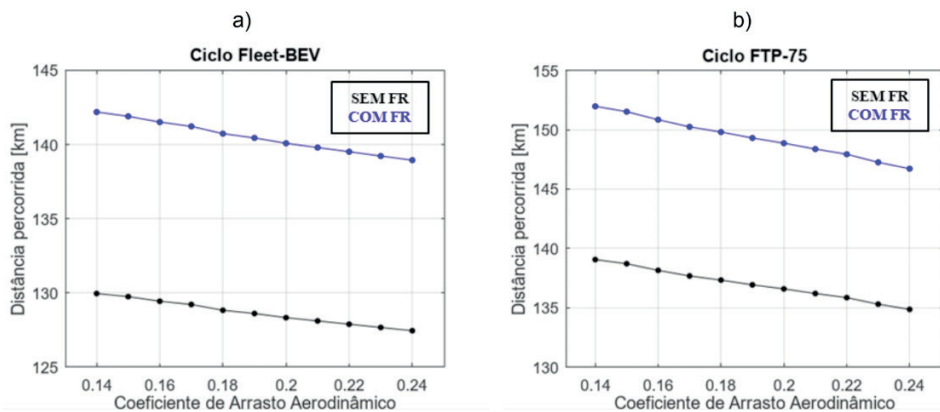 a)
Ciclo Fleet-BEV
145
140
135
130
125
SEM FR
COM FR
Distância percorrida [km]
0.14 0.16 0.18 0.2 0.22 0.24
Coeficiente de Arrasto Aerodinâmico
b)
Ciclo FTP-75
155
150
145
140
135
130
SEM FR
COM FR
Distância percorrida [km]
0.14 0.16 0.18 0.2 0.22 0.24
Coeficiente de Arrasto Aerodinâmico